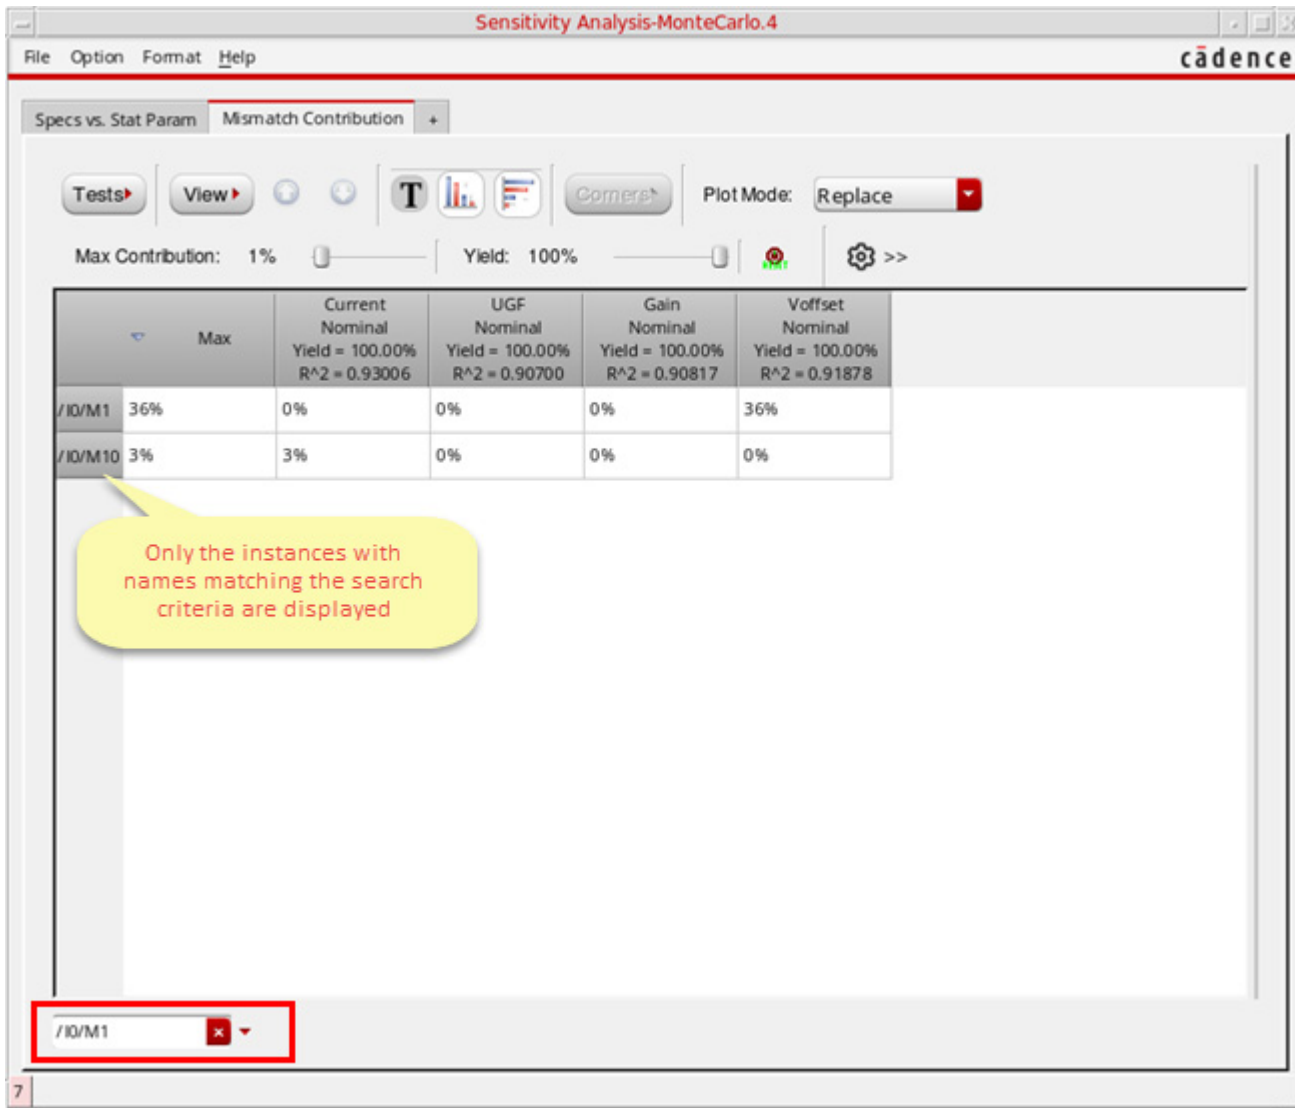 Sensitivity Analysis-MonteCarlo.4
File Option Format Help
cādence
Specs vs. Stat Param Mismatch Contribution +
Tests View T Corners Plot Mode: Replace
Max Contribution: 1% Yield: 100% >>
Max
Current
Nominal
Yield = 100.00%
R^2 = 0.93006
UGF
Nominal
Yield = 100.00%
R^2 = 0.90700
Gain
Nominal
Yield = 100.00%
R^2 = 0.90817
Voffset
Nominal
Yield = 100.00%
R^2 = 0.91878
/I0/M1 36% 0% 0% 0% 36%
/I0/M10 3% 3% 0% 0% 0%
Only the instances with
names matching the search
criteria are displayed
/I0/M1
7